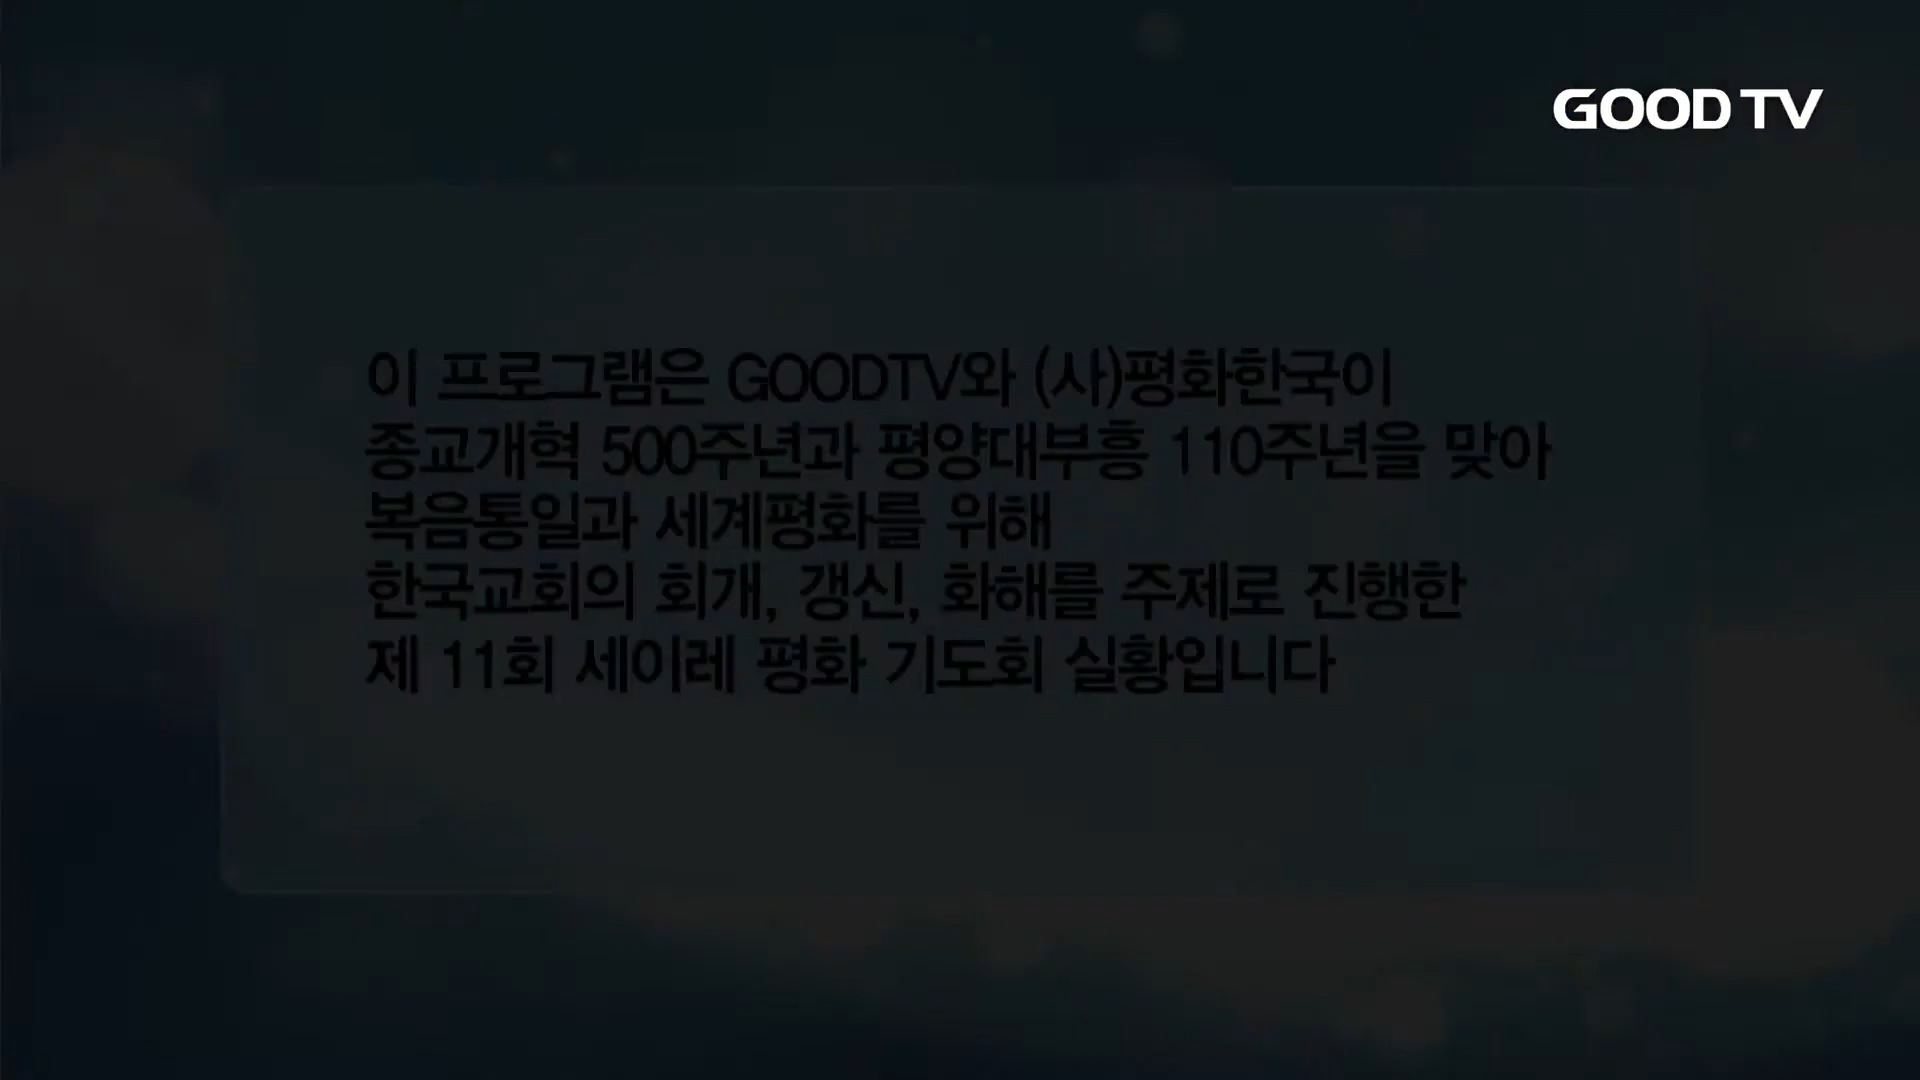 GOODTV
이 프로그램은 GOODTV와 (사)평화한국이
종교개혁 500주년과 평양대부흥 110주년을 맞아
복음통일과 세계평화를 위해
한국교회의 회개, 갱신, 화해를 주제로 진행한
제 11회 세이레 평화 기도회 실황입니다